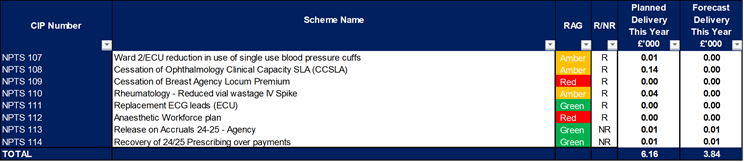 CIP Number Scheme Name RAG R/NR Planned Delivery This Year £'000 Forecast Delivery This Year £'000
NPTS 107 Ward 2/ECU reduction in use of single use blood pressure cuffs Amber R 0.01 0.00
NPTS 108 Cessation of Ophthalmology Clinical Capacity SLA (CCSLA) Amber R 0.14 0.00
NPTS 109 Cessation of Breast Agency Locum Premium Red R 0.00 0.00
NPTS 110 Rheumatology - Reduced vial wastage IV Spike Amber R 0.04 0.00
NPTS 111 Replacement ECG leads (ECU) Green R 0.00 0.00
NPTS 112 Anaesthetic Workforce plan Red R 0.00 0.00
NPTS 113 Release on Accruals 24-25 - Agency Green NR 0.01 0.01
NPTS 114 Recovery of 24/25 Prescribing over payments Green NR 0.01 0.01
TOTAL 6.16 3.84